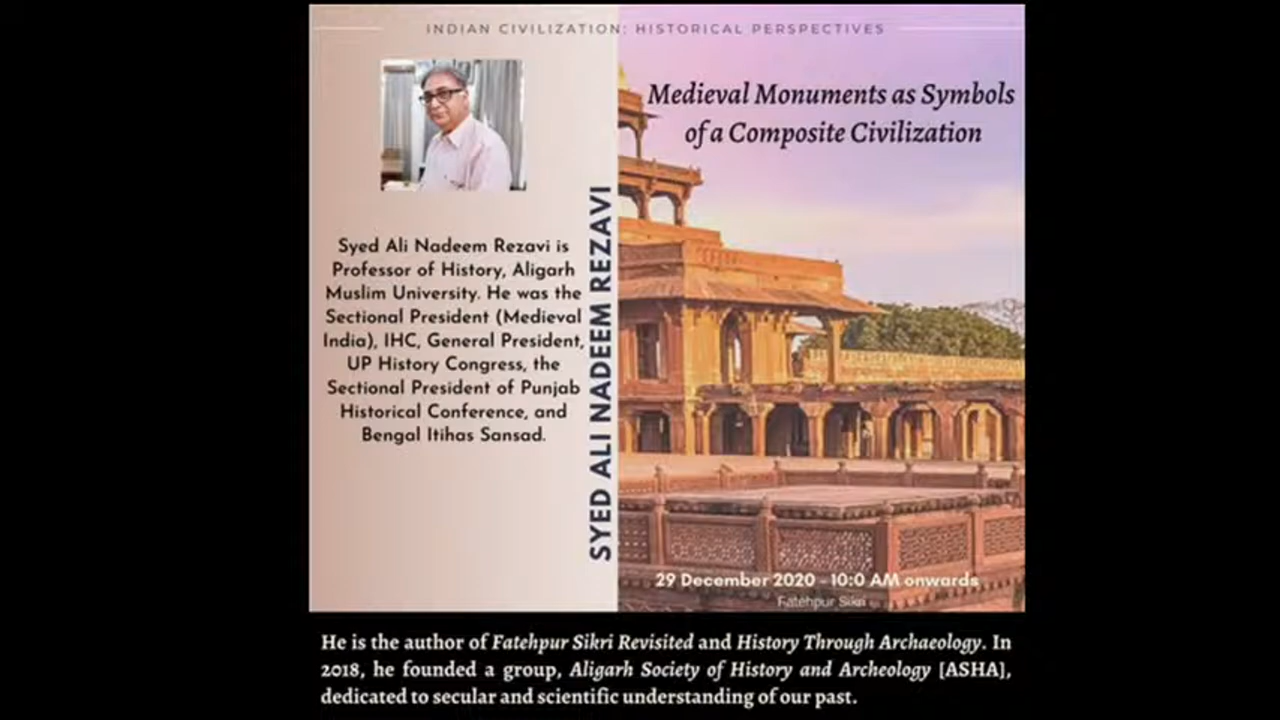 INDIAN CIVILIZATION: HISTORICAL PERSPECTIVES
Medieval Monuments as Symbols
of a Composite Civilization
Syed Ali Nadeem Rezavi is
Professor of History, Aligarh
Muslim University. He was the
Sectional President (Medieval
India), IHC, General President,
UP History Congress, the
Sectional President of Punjab
Historical Conference, and
Bengal Itihas Sansad.
SYED ALI NADEEM REZAVI
29 December 2020 - 10:0 AM onwards
Fatehpur Sikri
He is the author of Fatehpur Sikri Revisited and History Through Archaeology. In
2018, he founded a group, Aligarh Society of History and Archeology [ASHA],
dedicated to secular and scientific understanding of our past.